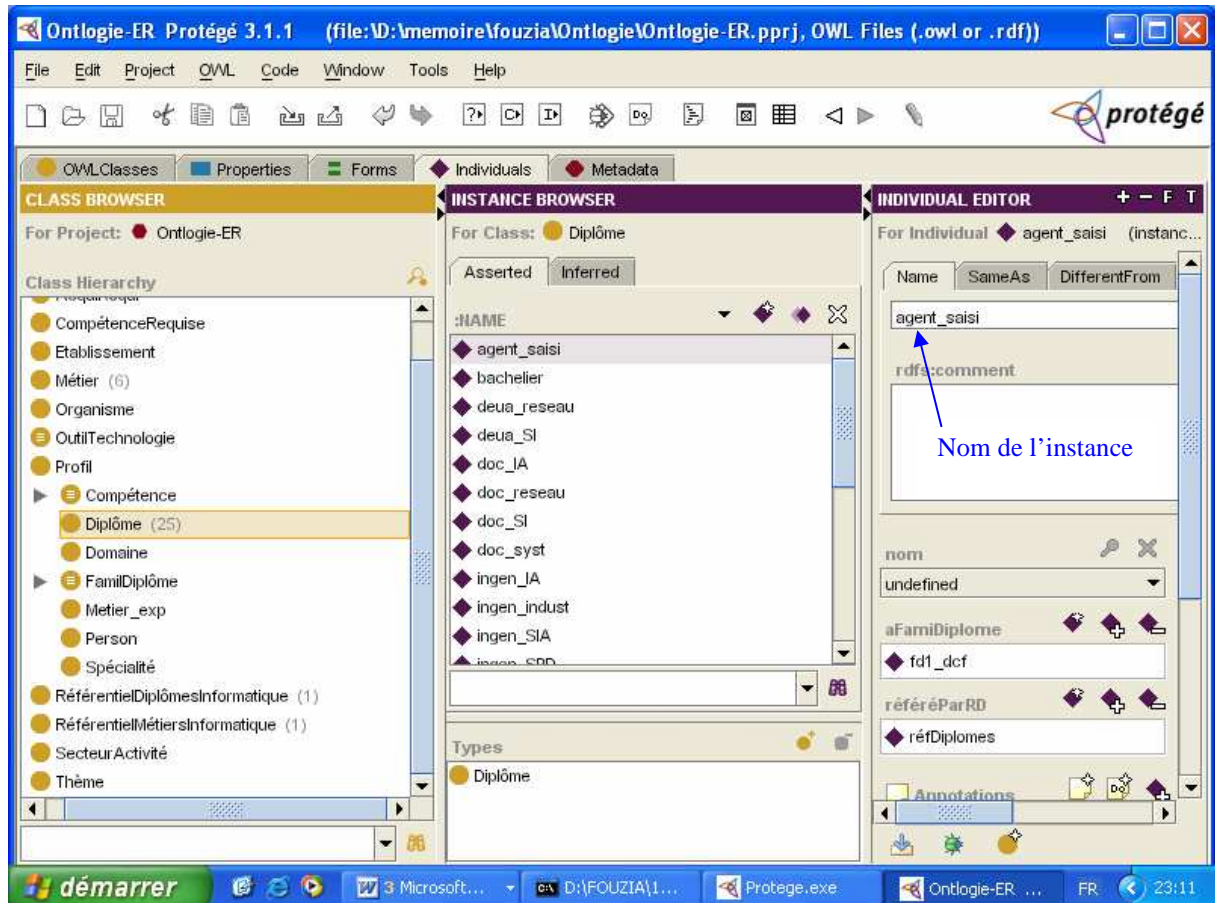 Ontlogie-ER Protégé 3.1.1 (file:\D:\memoire\fouzia\Ontlogie\Ontlogie-ER.pprj, OWL Files (.owl or .rdf))
File Edit Project OWL Code Window Tools Help
protégé
OWLClasses Properties Forms Individuals Metadata
CLASS BROWSER
For Project: Ontlogie-ER
Class Hierarchy
CompétenceRequise
Etablissement
Métier (6)
Organisme
OutilTechnologie
Profil
Compétence
Diplôme (25)
Domaine
FamilDiplôme
Metier_exp
Person
Spécialité
RéférentielDiplômesInformatique (1)
RéférentielMétiersInformatique (1)
SecteurActivité
Thème
INSTANCE BROWSER
For Class: Diplôme
Asserted Inferred
:NAME
agent_saisi
bachelier
deua_reseau
deua_SI
doc_IA
doc_reseau
doc_SI
doc_syst
ingen_IA
ingen_indust
ingen_SIA
Types
Diplôme
INDIVIDUAL EDITOR + − F T
For Individual agent_saisi (instanc...
Name SameAs DifferentFrom
agent_saisi
rdfs:comment
Nom de l’instance
nom
undefined
aFamiDiplome
fd1_dcf
référéParRD
réfDiplomes
Annotations
démarrer 3 Microsoft... D:\FOUZIA\1... Protege.exe Ontlogie-ER ... FR 23:11